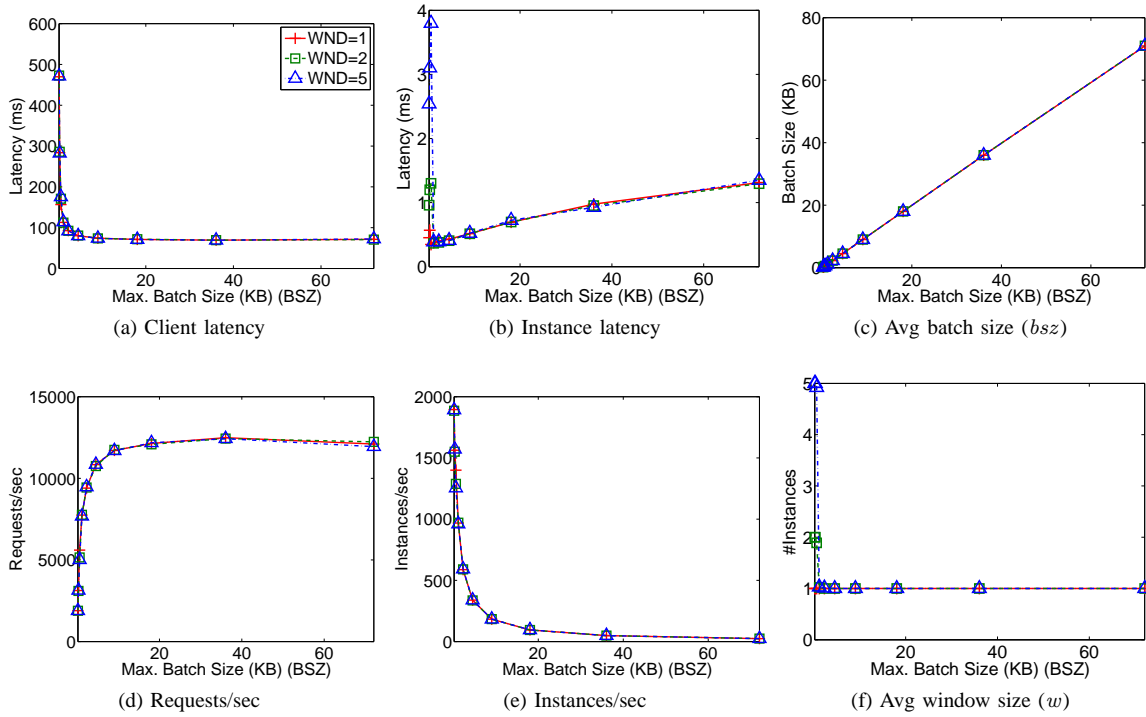 600
500
400
300
200
100
0
20 40 60
Latency (ms)
Max. Batch Size (KB) (BSZ)
WND=1
WND=2
WND=5
(a) Client latency
4
3
2
1
0
20 40 60
Latency (ms)
Max. Batch Size (KB) (BSZ)
(b) Instance latency
80
60
40
20
0
20 40 60
Batch Size (KB)
Max. Batch Size (KB) (BSZ)
(c) Avg batch size (bsz)
15000
10000
5000
0
20 40 60
Requests/sec
Max. Batch Size (KB) (BSZ)
(d) Requests/sec
2000
1500
1000
500
0
20 40 60
Instances/sec
Max. Batch Size (KB) (BSZ)
(e) Instances/sec
5
4
3
2
1
0
20 40 60
#Instances
Max. Batch Size (KB) (BSZ)
(f) Avg window size (w)